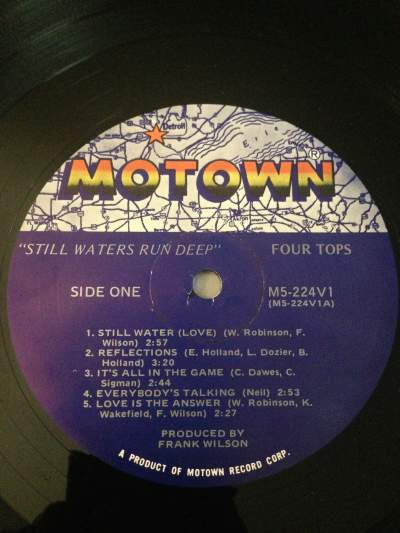 Detroit
ERIE
MOTOWN®
"STILL WATERS RUN DEEP" FOUR TOPS
SIDE ONE M5-224V1
(M5-224V1A)
1. STILL WATER (LOVE) (W. Robinson, F.
Wilson) 2:57
2. REFLECTIONS (E. Holland, L. Dozier, B.
Holland) 3:20
3. IT'S ALL IN THE GAME (C. Dawes, C.
Sigman) 2:44
4. EVERYBODY'S TALKING (Neil) 2:53
5. LOVE IS THE ANSWER (W. Robinson, K.
Wakefield, F. Wilson) 2:27
PRODUCED BY
FRANK WILSON
A PRODUCT OF MOTOWN RECORD CORP.